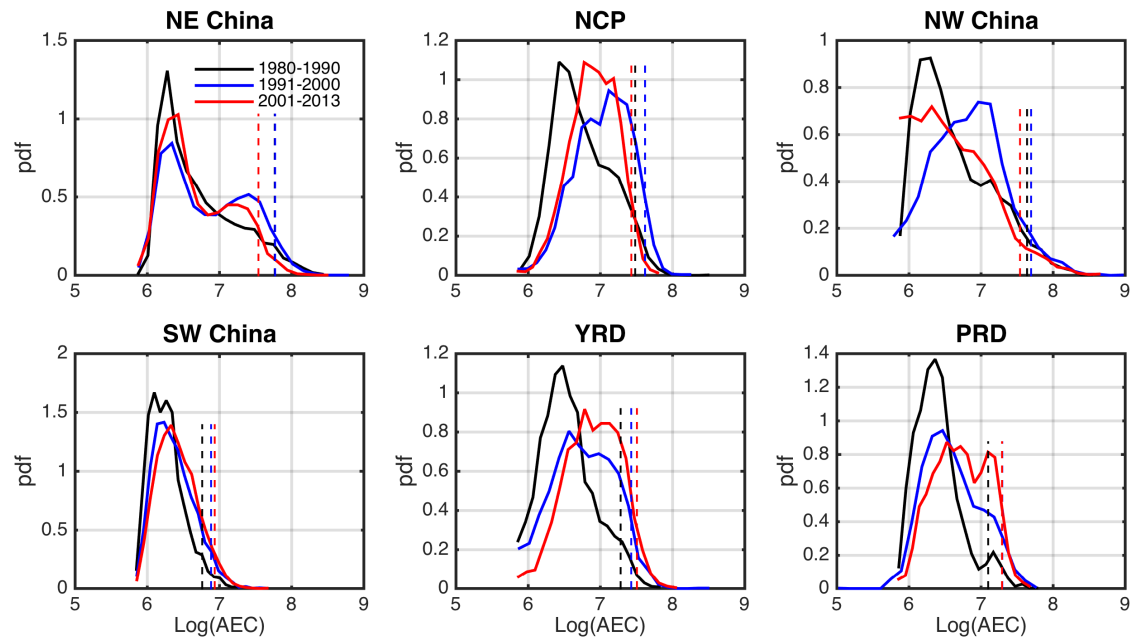 NE China
NCP
NW China
1.5
1
0.5
0
pdf
1980-1990
1991-2000
2001-2013
5 6 7 8 9
1.2
1
0.8
0.6
0.4
0.2
0
pdf
5 6 7 8 9
1
0.8
0.6
0.4
0.2
0
pdf
5 6 7 8 9
SW China
YRD
PRD
2
1.5
1
0.5
0
pdf
5 6 7 8 9
Log(AEC)
1.2
1
0.8
0.6
0.4
0.2
0
pdf
5 6 7 8 9
Log(AEC)
1.4
1.2
1
0.8
0.6
0.4
0.2
0
pdf
5 6 7 8 9
Log(AEC)